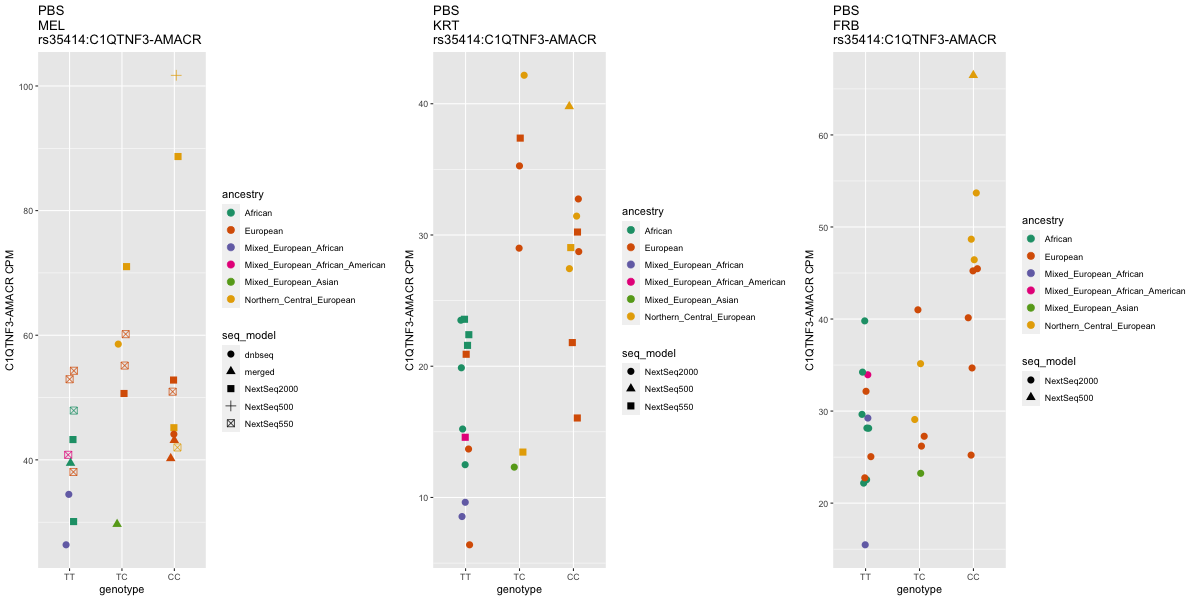 PBS
MEL
rs35414:C1QTNF3-AMACR
C1QTNF3-AMACR CPM
100
80
60
40
TT
TC
CC
genotype
ancestry
African
European
Mixed_European_African
Mixed_European_African_American
Mixed_European_Asian
Northern_Central_European
seq_model
dnbseq
merged
NextSeq2000
NextSeq500
NextSeq550
PBS
KRT
rs35414:C1QTNF3-AMACR
C1QTNF3-AMACR CPM
40
30
20
10
TT
TC
CC
genotype
ancestry
African
European
Mixed_European_African
Mixed_European_African_American
Mixed_European_Asian
Northern_Central_European
seq_model
NextSeq2000
NextSeq500
NextSeq550
PBS
FRB
rs35414:C1QTNF3-AMACR
C1QTNF3-AMACR CPM
60
50
40
30
20
TT
TC
CC
genotype
ancestry
African
European
Mixed_European_African
Mixed_European_African_American
Mixed_European_Asian
Northern_Central_European
seq_model
NextSeq2000
NextSeq500